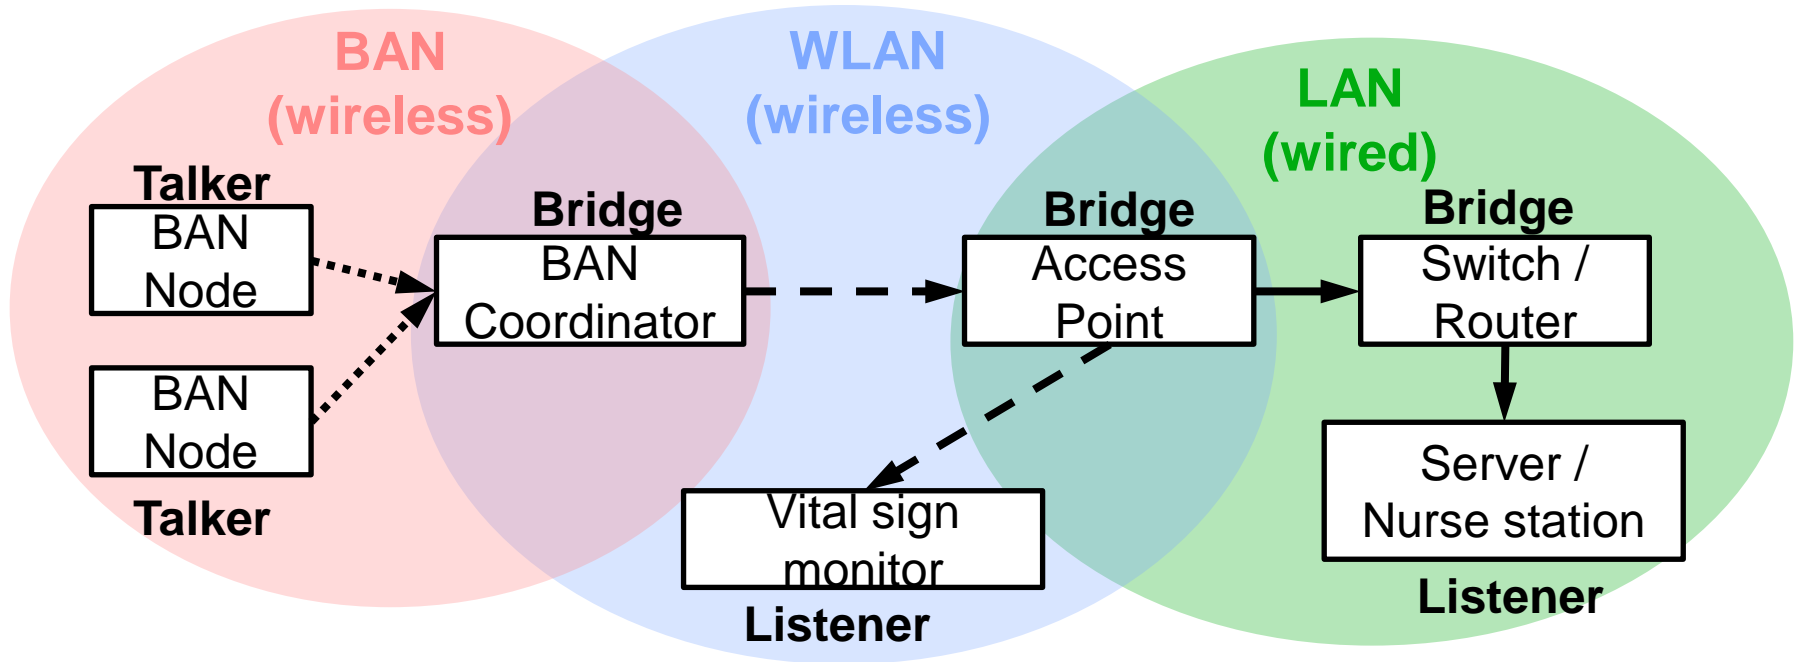 BAN
(wireless)
WLAN
(wireless)
LAN
(wired)
Talker
BAN
Node
BAN
Node
Talker
Bridge
BAN
Coordinator
Bridge
Access
Point
Bridge
Switch /
Router
Vital sign
monitor
Listener
Server /
Nurse station
Listener